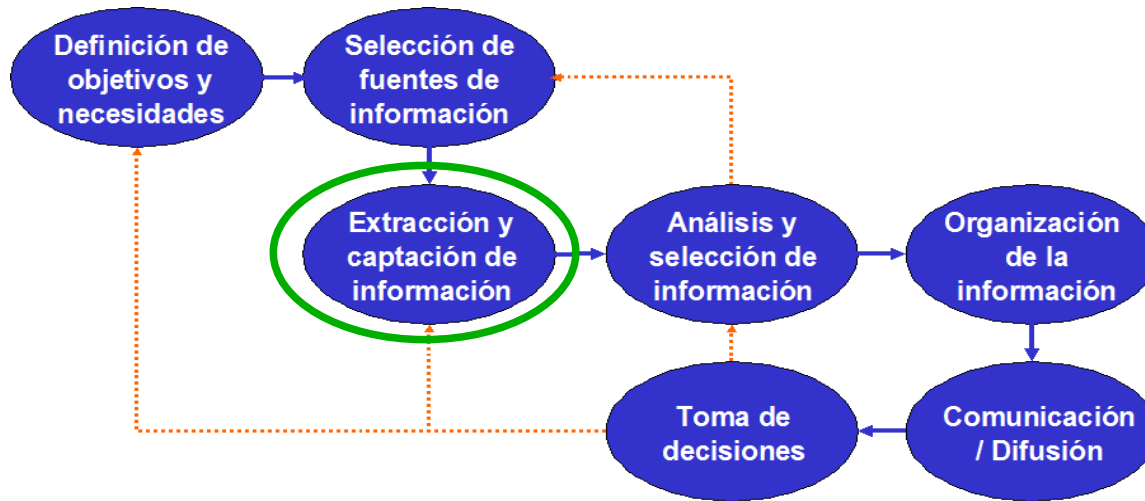 Definición de
objetivos y
necesidades
Selección de
fuentes de
información
Extracción y
captación de
información
Análisis y
selección de
información
Organización
de la
información
Toma de
decisiones
Comunicación
/ Difusión